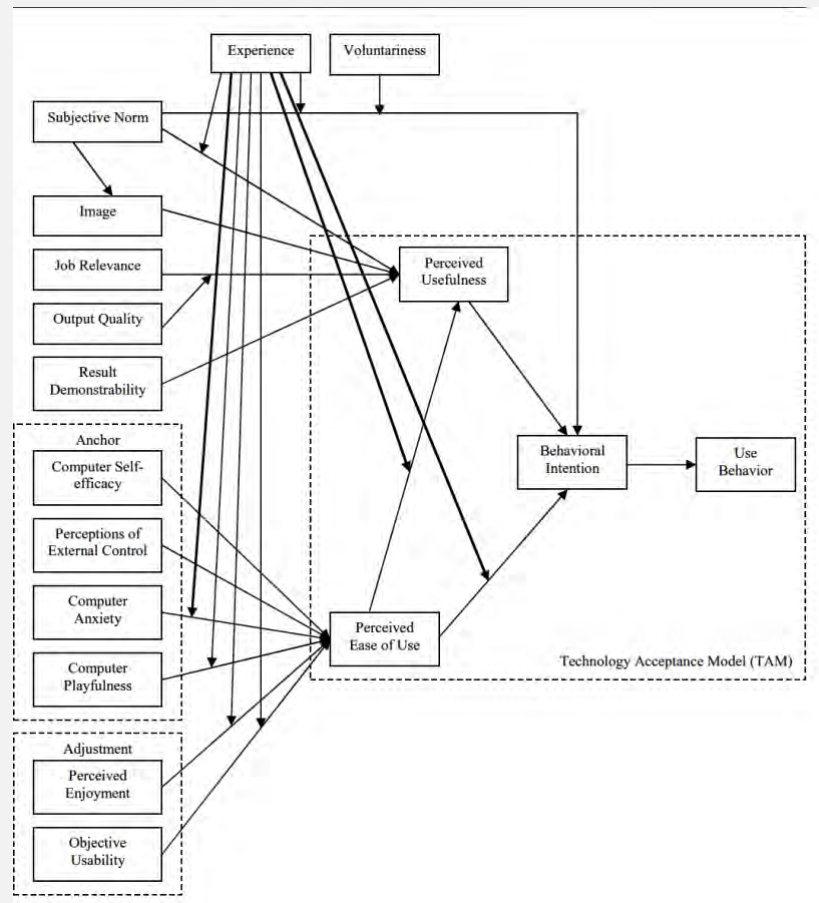 Experience
Voluntariness
Subjective Norm
Image
Job Relevance
Output Quality
Result
Demonstrability
Perceived
Usefulness
Anchor
Computer Self-
efficacy
Perceptions of
External Control
Computer
Anxiety
Computer
Playfulness
Behavioral
Intention
Use
Behavior
Perceived
Ease of Use
Technology Acceptance Model (TAM)
Adjustment
Perceived
Enjoyment
Objective
Usability